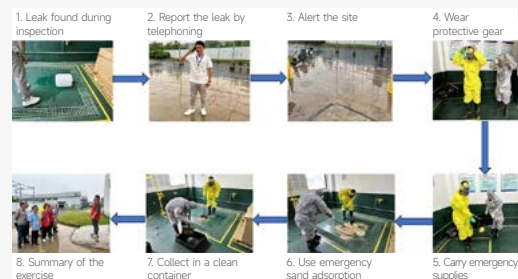 1. Leak found during
inspection
2. Report the leak by
telephoning
3. Alert the site
4. Wear
protective gear
5. Carry emergency
supplies
6. Use emergency
sand adsorption
7. Collect in a clean
container
8. Summary of the
exercise